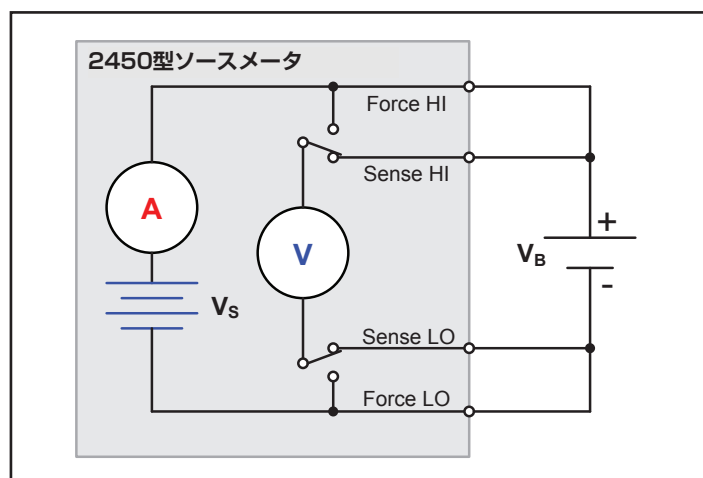 2450型ソースメータ
Force HI
Sense HI
A
V
VS
VB
+
-
Sense LO
Force LO